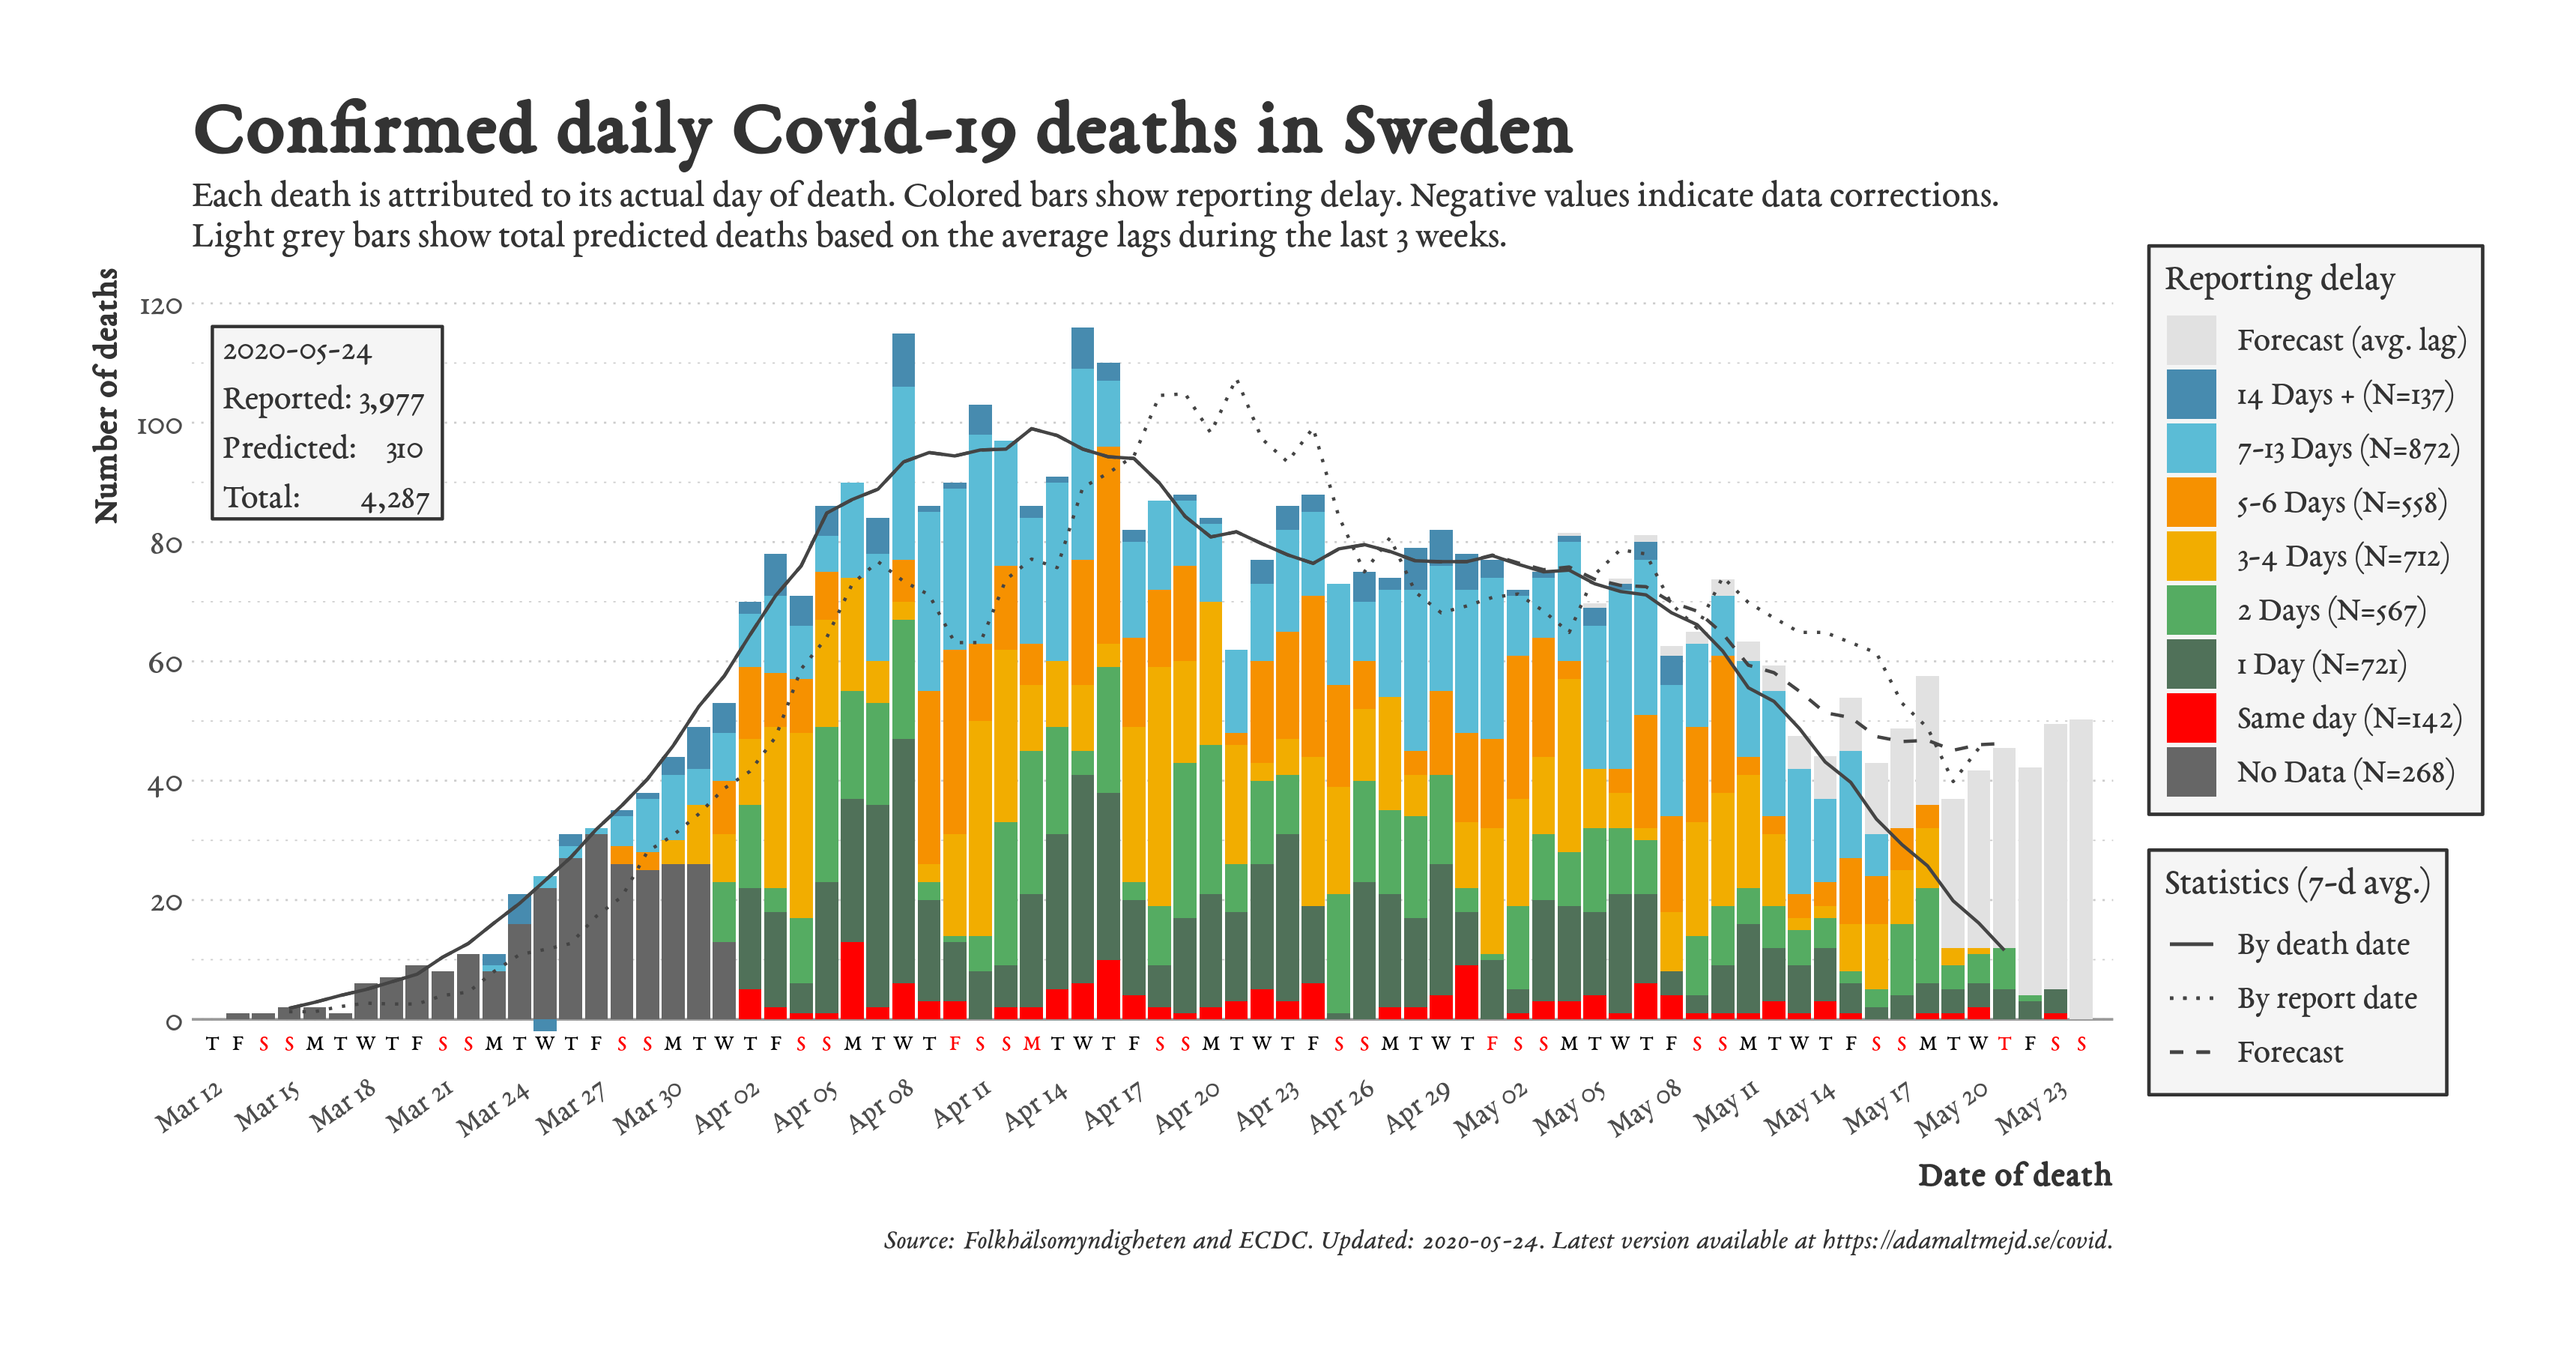 Confirmed daily Covid-19 deaths in Sweden
Each death is attributed to its actual day of death. Colored bars show reporting delay. Negative values indicate data corrections.
Light grey bars show total predicted deaths based on the average lags during the last 3 weeks.
Number of deaths
120
100
80
60
40
20
0
2020-05-24
Reported: 3,977
Predicted: 310
Total: 4,287
T F S S M T W T F S S M T W T F S S M T W T F S S M T W T F S S M T W T F S S M T W T F S S M T W T F S S M T W T F S S M T W T F S S M T W T F S S
Mar 12 Mar 15 Mar 18 Mar 21 Mar 24 Mar 27 Mar 30 Apr 02 Apr 05 Apr 08 Apr 11 Apr 14 Apr 17 Apr 20 Apr 23 Apr 26 Apr 29 May 02 May 05 May 08 May 11 May 14 May 17 May 20 May 23
Date of death
Reporting delay
Forecast (avg. lag)
14 Days + (N=137)
7-13 Days (N=872)
5-6 Days (N=558)
3-4 Days (N=712)
2 Days (N=567)
1 Day (N=721)
Same day (N=142)
No Data (N=268)
Statistics (7-d avg.)
By death date
By report date
Forecast
Source: Folkhälsomyndigheten and ECDC. Updated: 2020-05-24. Latest version available at https://adamaltmejd.se/covid.